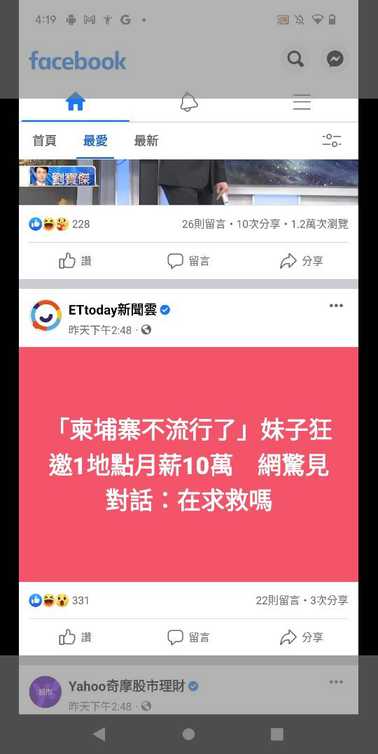 4:19
facebook
首頁 最愛 最新
劉寶傑
228 26則留言・10次分享・1.2萬次瀏覽
讚 留言 分享
ETtoday新聞雲
昨天下午2:48
「柬埔寨不流行了」妹子狂
邀1地點月薪10萬 網驚見
對話：在求救嗎
331 22則留言・3次分享
讚 留言 分享
Yahoo奇摩股市理財
昨天下午2:48